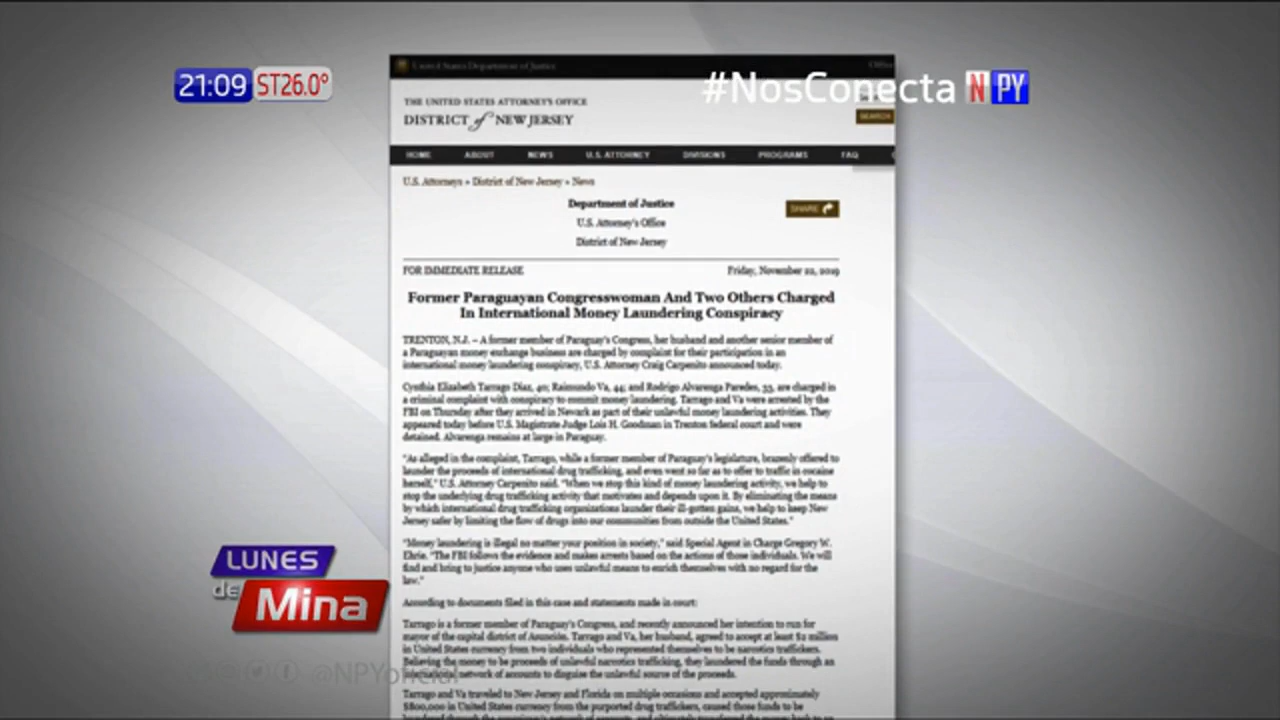 21:09 ST26.0°
#NosConecta NPY
United States Department of Justice
THE UNITED STATES ATTORNEY'S OFFICE
DISTRICT of NEW JERSEY
SEARCH
HOME ABOUT NEWS U.S. ATTORNEY DIVISIONS PROGRAMS FAQ
U.S. Attorneys » District of New Jersey » News
Department of Justice
SHARE
U.S. Attorney's Office
District of New Jersey
FOR IMMEDIATE RELEASE Friday, November 22, 2019
Former Paraguayan Congresswoman And Two Others Charged
In International Money Laundering Conspiracy
TRENTON, N.J. – A former member of Paraguay's Congress, her husband and another senior member of
a Paraguayan money exchange business are charged by complaint for their participation in an
international money laundering conspiracy, U.S. Attorney Craig Carpenito announced today.
Cynthia Elizabeth Tarrago Diaz, 40; Raimundo Va, 44; and Rodrigo Alvarenga Paredes, 33, are charged in
a criminal complaint with conspiracy to commit money laundering. Tarrago and Va were arrested by the
FBI on Thursday after they arrived in Newark as part of their unlawful money laundering activities. They
appeared today before U.S. Magistrate Judge Lois H. Goodman in Trenton federal court and were
detained. Alvarenga remains at large in Paraguay.
"As alleged in the complaint, Tarrago, while a former member of Paraguay's legislature, brazenly offered to
launder the proceeds of international drug trafficking, and even went so far as to offer to traffic in cocaine
herself," U.S. Attorney Carpenito said. "When we stop this kind of money laundering activity, we help to
stop the underlying drug trafficking activity that motivates and depends upon it. By eliminating the means
by which international drug trafficking organizations launder their ill-gotten gains, we help to keep New
Jersey safer by limiting the flow of drugs into our communities from outside the United States."
"Money laundering is illegal no matter your position in society," said Special Agent in Charge Gregory W.
Ehrie. "The FBI follows the evidence and makes arrests based on the actions of those individuals. We will
find and bring to justice anyone who uses unlawful means to enrich themselves with no regard for the
law."
According to documents filed in this case and statements made in court:
Tarrago is a former member of Paraguay's Congress, and recently announced her intention to run for
mayor of the capital district of Asunción. Tarrago and Va, her husband, agreed to accept at least $2 million
in United States currency from two individuals who represented themselves to be narcotics traffickers.
Believing the money to be proceeds of unlawful narcotics trafficking, they laundered the funds through an
international network of accounts to disguise the unlawful source of the proceeds.
Tarrago and Va traveled to New Jersey and Florida on multiple occasions and accepted approximately
$800,000 in United States currency from the purported drug traffickers, caused those funds to be
LUNES
de Mina
@NPYoficial